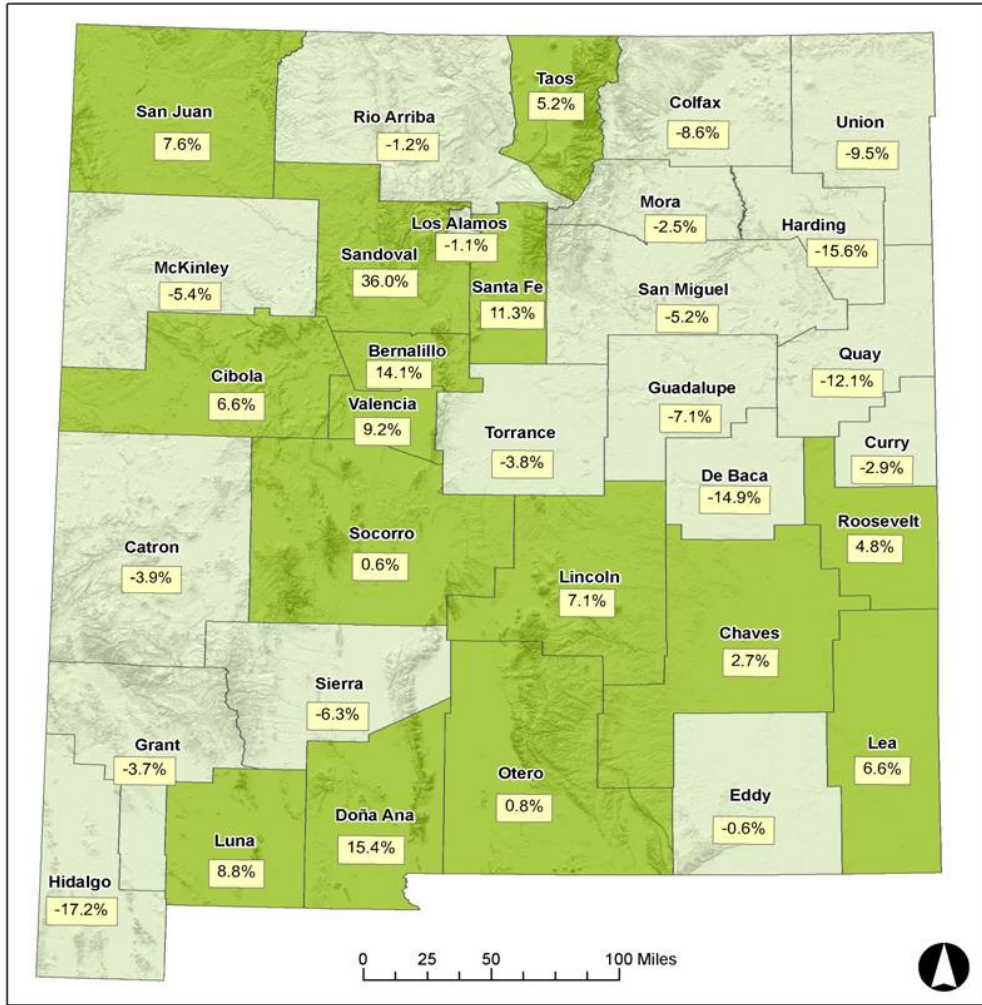 San Juan
7.6%
Rio Arriba
-1.2%
Taos
5.2%
Colfax
-8.6%
Union
-9.5%
Mora
-2.5%
Harding
-15.6%
Los Alamos
-1.1%
Sandoval
36.0%
Santa Fe
11.3%
McKinley
-5.4%
San Miguel
-5.2%
Bernalillo
14.1%
Quay
-12.1%
Cibola
6.6%
Valencia
9.2%
Guadalupe
-7.1%
Torrance
-3.8%
Curry
-2.9%
De Baca
-14.9%
Roosevelt
4.8%
Socorro
0.6%
Catron
-3.9%
Lincoln
7.1%
Chaves
2.7%
Sierra
-6.3%
Grant
-3.7%
Lea
6.6%
Otero
0.8%
Eddy
-0.6%
Doña Ana
15.4%
Luna
8.8%
Hidalgo
-17.2%
0 25 50 100 Miles